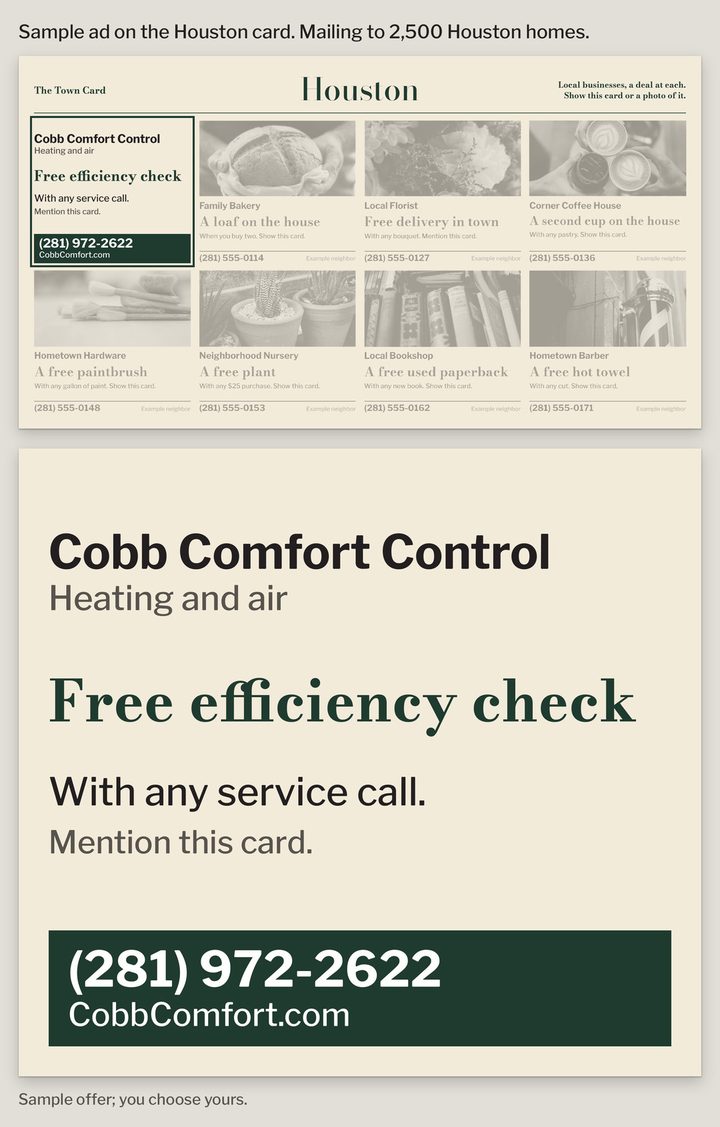 Sample ad on the Houston card. Mailing to 2,500 Houston homes.
The Town Card
Houston
Local businesses, a deal at each.
Show this card or a photo of it.
Cobb Comfort Control
Heating and air
Free efficiency check
With any service call.
Mention this card.
(281) 972-2622
CobbComfort.com
Family Bakery
A loaf on the house
When you buy two. Show this card.
(281) 555-0114 Example neighbor
Local Florist
Free delivery in town
With any bouquet. Mention this card.
(281) 555-0127 Example neighbor
Corner Coffee House
A second cup on the house
With any pastry. Show this card.
(281) 555-0136 Example neighbor
Hometown Hardware
A free paintbrush
With any gallon of paint. Show this card.
(281) 555-0148 Example neighbor
Neighborhood Nursery
A free plant
With any $25 purchase. Show this card.
(281) 555-0153 Example neighbor
Local Bookshop
A free used paperback
With any new book. Show this card.
(281) 555-0162 Example neighbor
Hometown Barber
A free hot towel
With any cut. Show this card.
(281) 555-0171 Example neighbor
Cobb Comfort Control
Heating and air
Free efficiency check
With any service call.
Mention this card.
(281) 972-2622
CobbComfort.com
Sample offer; you choose yours.